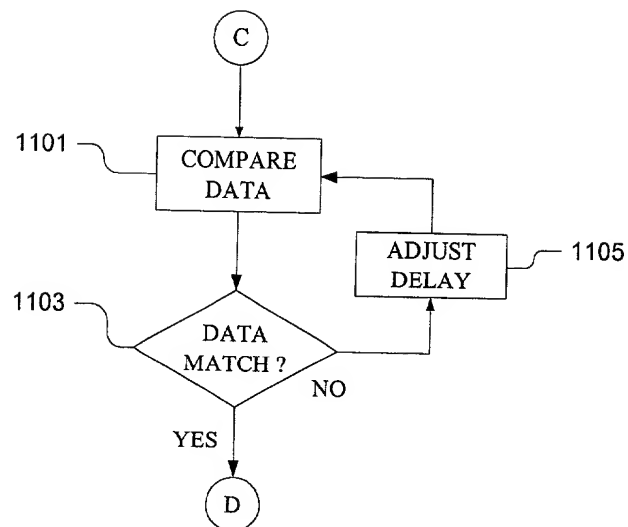 C
1101
COMPARE
DATA
ADJUST
DELAY
1105
1103
DATA
MATCH ?
NO
YES
D